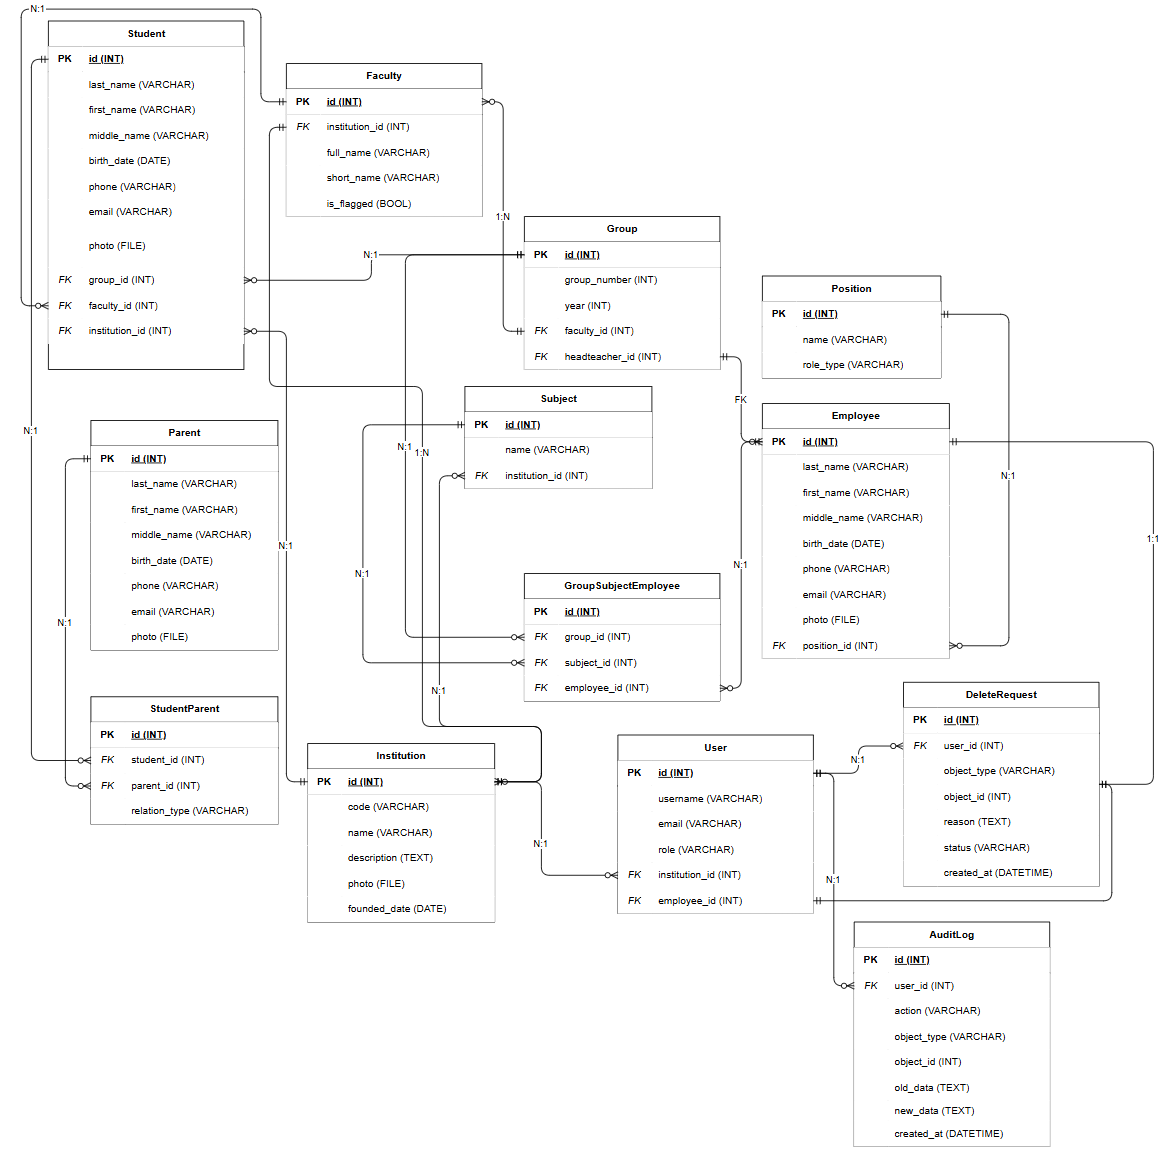 N:1
Student
PK id (INT)
last_name (VARCHAR)
first_name (VARCHAR)
middle_name (VARCHAR)
birth_date (DATE)
phone (VARCHAR)
email (VARCHAR)
photo (FILE)
FK group_id (INT)
FK faculty_id (INT)
FK institution_id (INT)
Faculty
PK id (INT)
FK institution_id (INT)
full_name (VARCHAR)
short_name (VARCHAR)
is_flagged (BOOL)
1:N
N:1
Group
PK id (INT)
group_number (INT)
year (INT)
FK faculty_id (INT)
FK headteacher_id (INT)
Position
PK id (INT)
name (VARCHAR)
role_type (VARCHAR)
FK
Subject
PK id (INT)
name (VARCHAR)
FK institution_id (INT)
Employee
PK id (INT)
last_name (VARCHAR)
first_name (VARCHAR)
middle_name (VARCHAR)
birth_date (DATE)
phone (VARCHAR)
email (VARCHAR)
photo (FILE)
FK position_id (INT)
N:1
N:1
1:N
N:1
1:1
Parent
PK id (INT)
last_name (VARCHAR)
first_name (VARCHAR)
middle_name (VARCHAR)
birth_date (DATE)
phone (VARCHAR)
email (VARCHAR)
photo (FILE)
N:1
N:1
N:1
N:1
GroupSubjectEmployee
PK id (INT)
FK group_id (INT)
FK subject_id (INT)
FK employee_id (INT)
N:1
N:1
StudentParent
PK id (INT)
FK student_id (INT)
FK parent_id (INT)
relation_type (VARCHAR)
Institution
PK id (INT)
code (VARCHAR)
name (VARCHAR)
description (TEXT)
photo (FILE)
founded_date (DATE)
N:1
User
PK id (INT)
username (VARCHAR)
email (VARCHAR)
role (VARCHAR)
FK institution_id (INT)
FK employee_id (INT)
N:1
N:1
DeleteRequest
PK id (INT)
FK user_id (INT)
object_type (VARCHAR)
object_id (INT)
reason (TEXT)
status (VARCHAR)
created_at (DATETIME)
AuditLog
PK id (INT)
FK user_id (INT)
action (VARCHAR)
object_type (VARCHAR)
object_id (INT)
old_data (TEXT)
new_data (TEXT)
created_at (DATETIME)